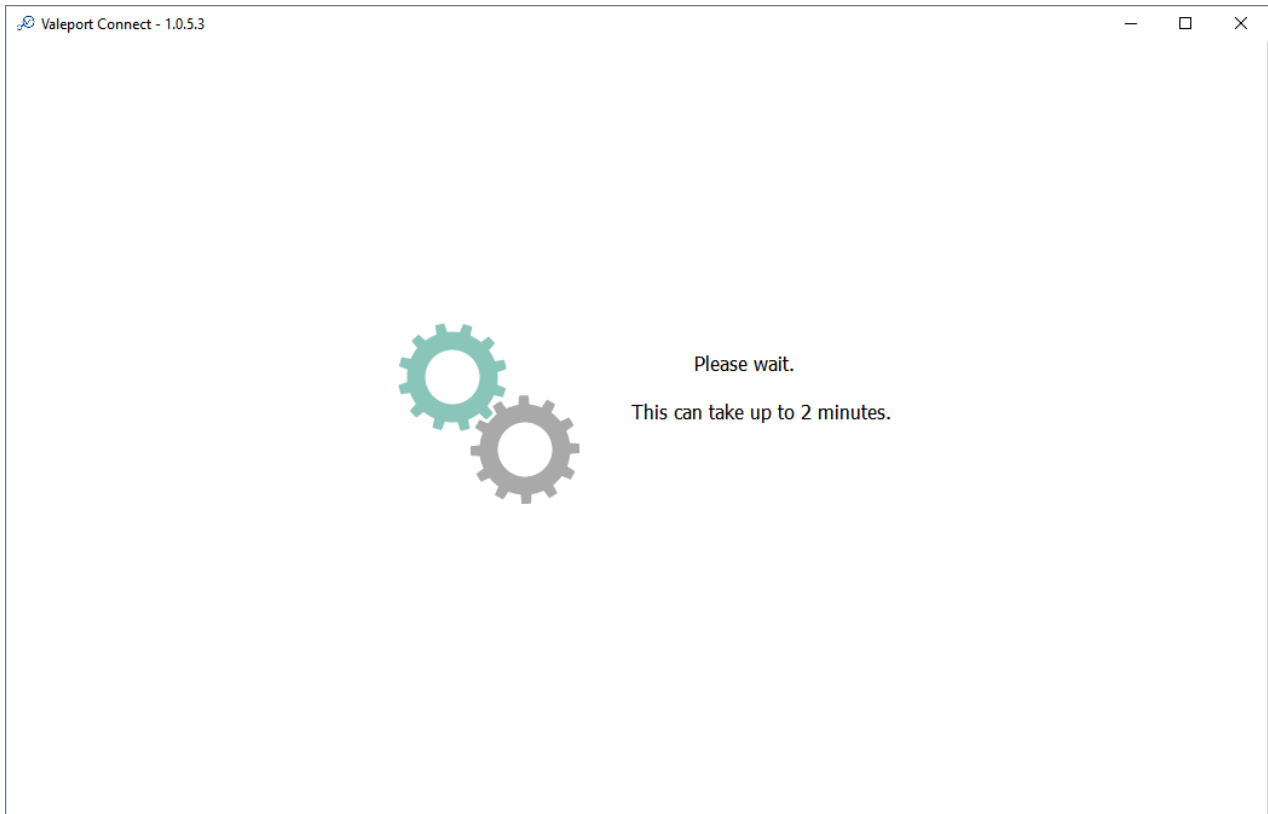 Valeport Connect - 1.0.5.3
Please wait.
This can take up to 2 minutes.